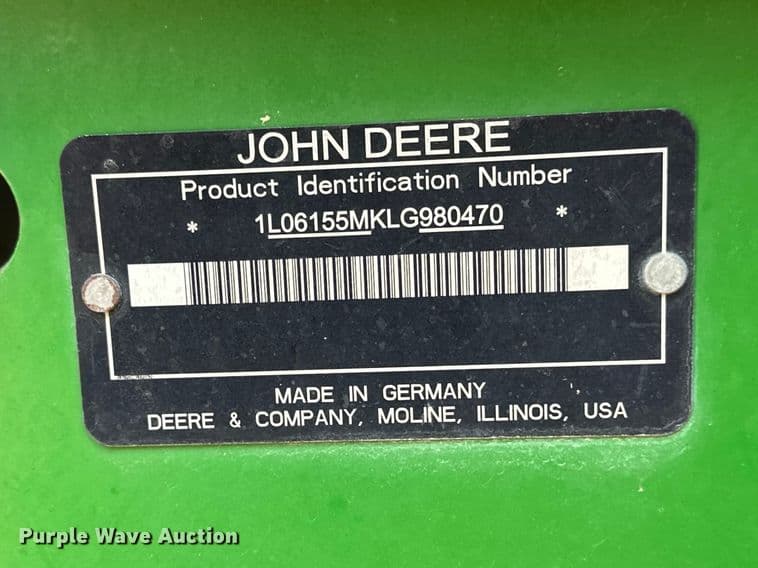 JOHN DEERE
Product Identification Number
* 1L06155MKLG980470 *
MADE IN GERMANY
DEERE & COMPANY, MOLINE, ILLINOIS, USA
Purple Wave Auction